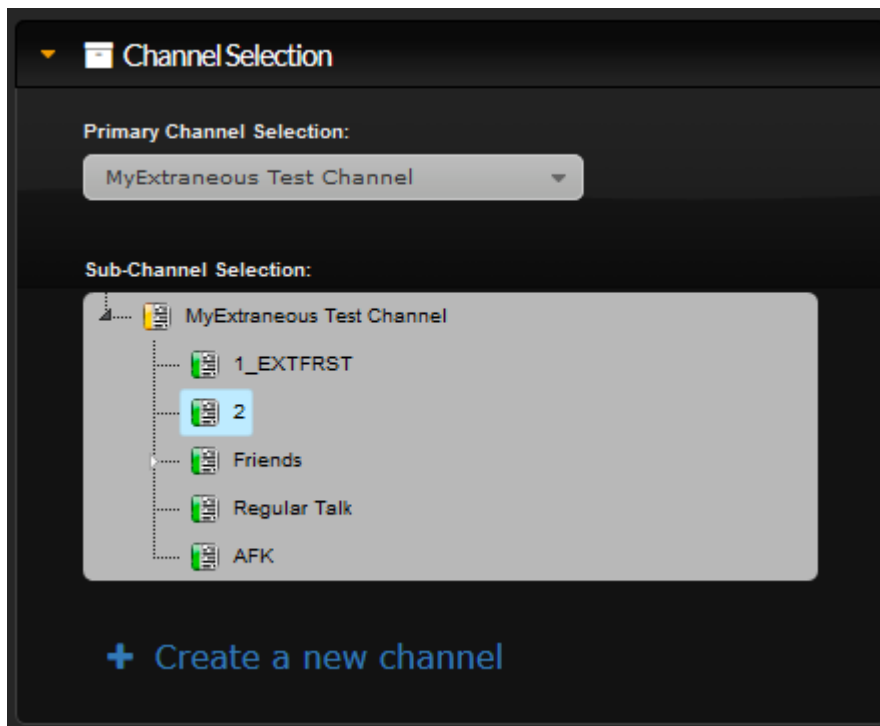 Channel Selection
Primary Channel Selection:
MyExtraneous Test Channel
Sub-Channel Selection:
MyExtraneous Test Channel
1_EXTFRST
2
Friends
Regular Talk
AFK
+ Create a new channel